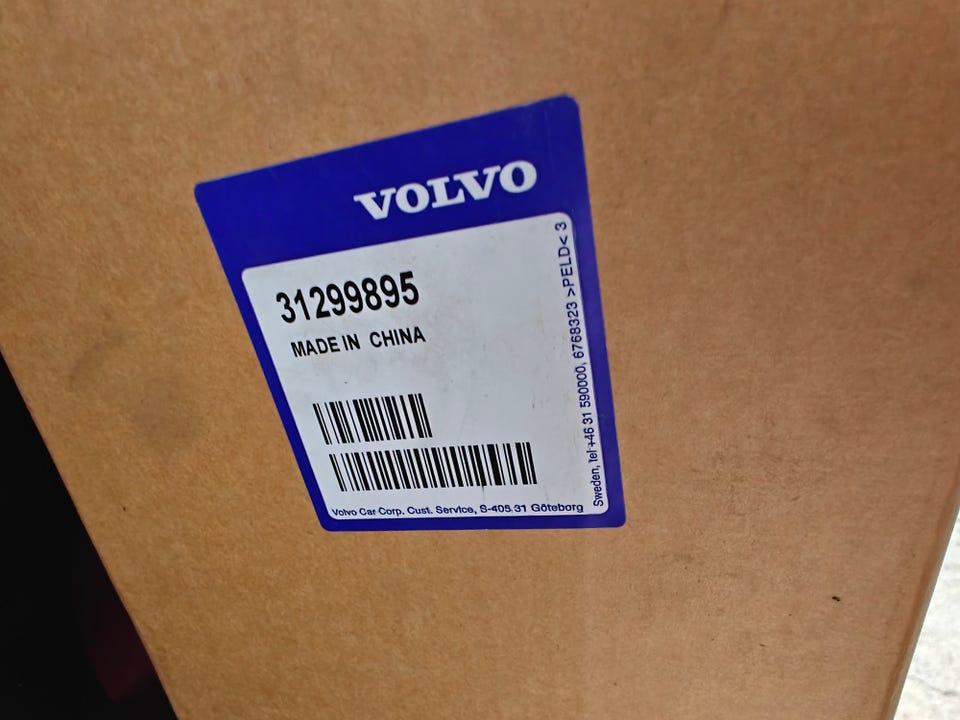 VOLVO
31299895
MADE IN CHINA
Volvo Car Corp. Cust. Service, S-405 31 Göteborg
Sweden, tel +46 31 590000, 6768323 >PELD< 3